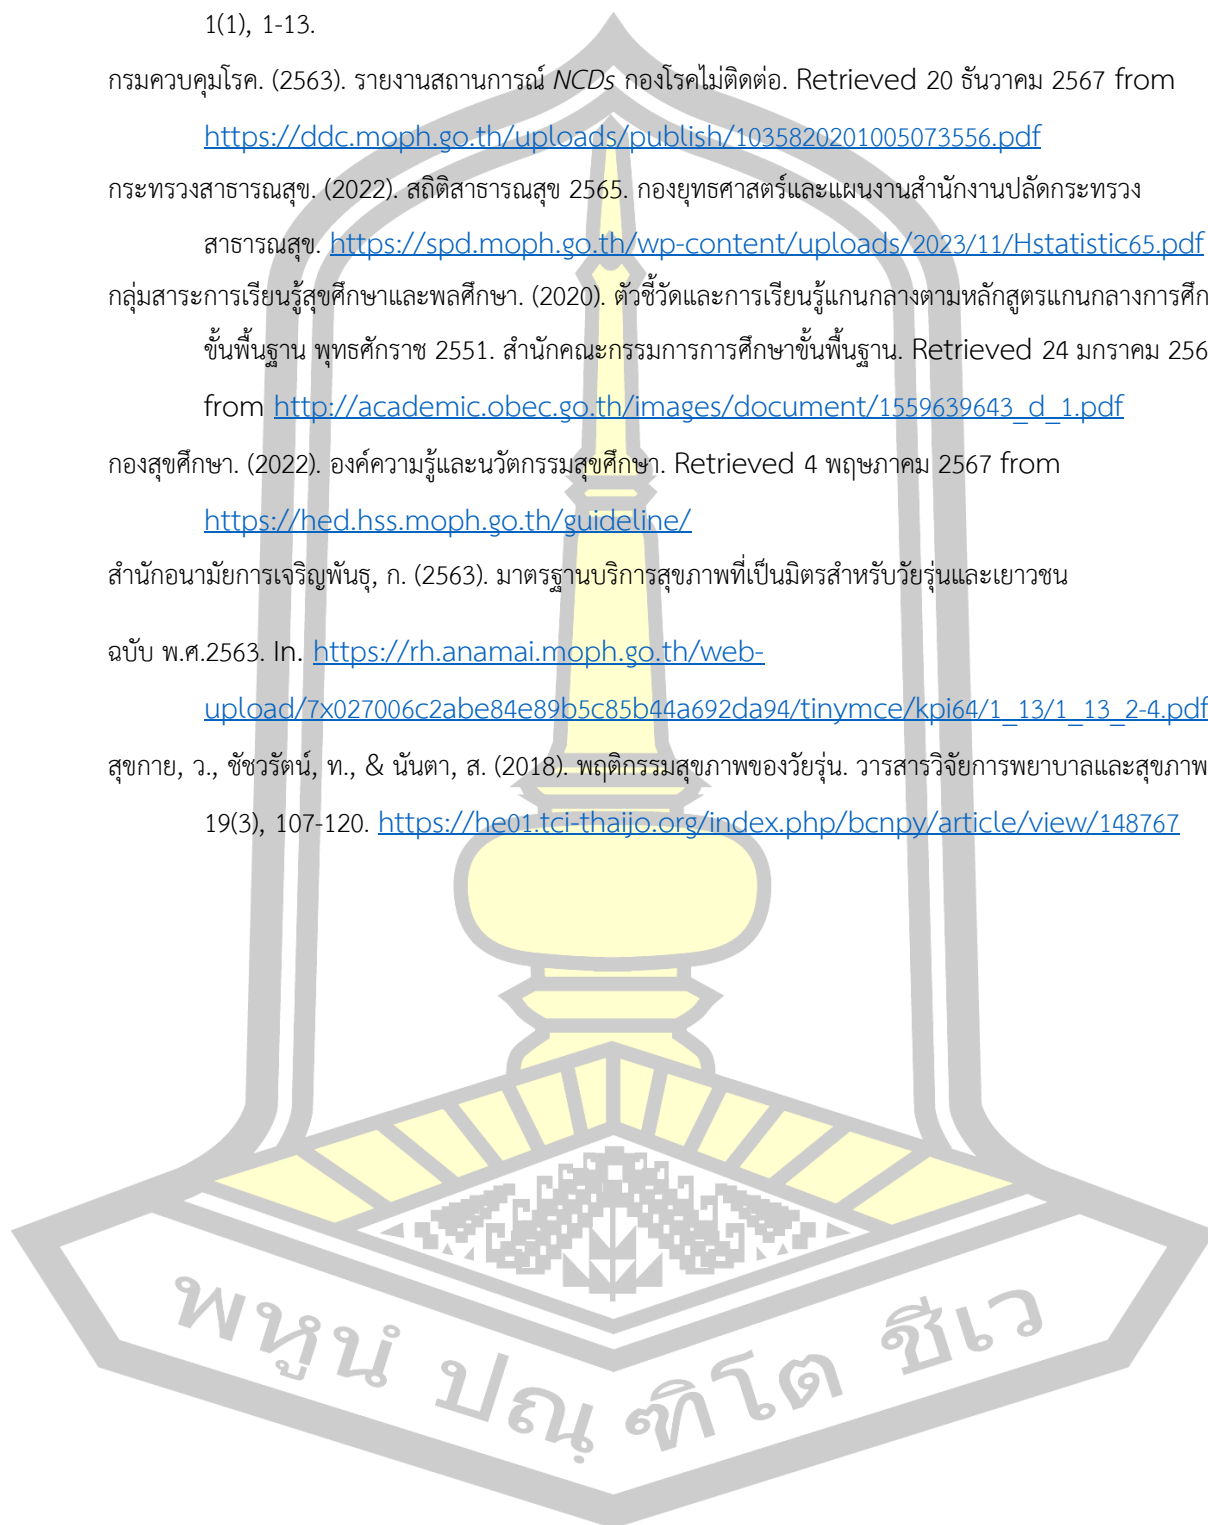 1(1), 1-13.
กรมควบคุมโรค. (2563). รายงานสถานการณ์ NCDs กองโรคไม่ติดต่อ. Retrieved 20 ธันวาคม 2567 from
https://ddc.moph.go.th/uploads/publish/1035820201005073556.pdf
กระทรวงสาธารณสุข. (2022). สถิติสาธารณสุข 2565. กองยุทธศาสตร์และแผนงานสำนักงานปลัดกระทรวง
สาธารณสุข. https://spd.moph.go.th/wp-content/uploads/2023/11/Hstatistic65.pdf
กลุ่มสาระการเรียนรู้สุขศึกษาและพลศึกษา. (2020). ตัวชี้วัดและการเรียนรู้แกนกลางตามหลักสูตรแกนกลางการศึก
ขั้นพื้นฐาน พุทธศักราช 2551. สำนักคณะกรรมการการศึกษาขั้นพื้นฐาน. Retrieved 24 มกราคม 256
from http://academic.obec.go.th/images/document/1559639643_d_1.pdf
กองสุขศึกษา. (2022). องค์ความรู้และนวัตกรรมสุขศึกษา. Retrieved 4 พฤษภาคม 2567 from
https://hed.hss.moph.go.th/guideline/
สำนักอนามัยการเจริญพันธุ, ก. (2563). มาตรฐานบริการสุขภาพที่เป็นมิตรสำหรับวัยรุ่นและเยาวชน
ฉบับ พ.ศ.2563. In. https://rh.anamai.moph.go.th/web-
upload/7x027006c2abe84e89b5c85b44a692da94/tinymce/kpi64/1_13/1_13_2-4.pdf
สุขกาย, ว., ชัชวรัตน์, ท., & นันตา, ส. (2018). พฤติกรรมสุขภาพของวัยรุ่น. วารสารวิจัยการพยาบาลและสุขภาพ
19(3), 107-120. https://he01.tci-thaijo.org/index.php/bcnpy/article/view/148767
พหูนํ ปณฺฑิโต ชีเว